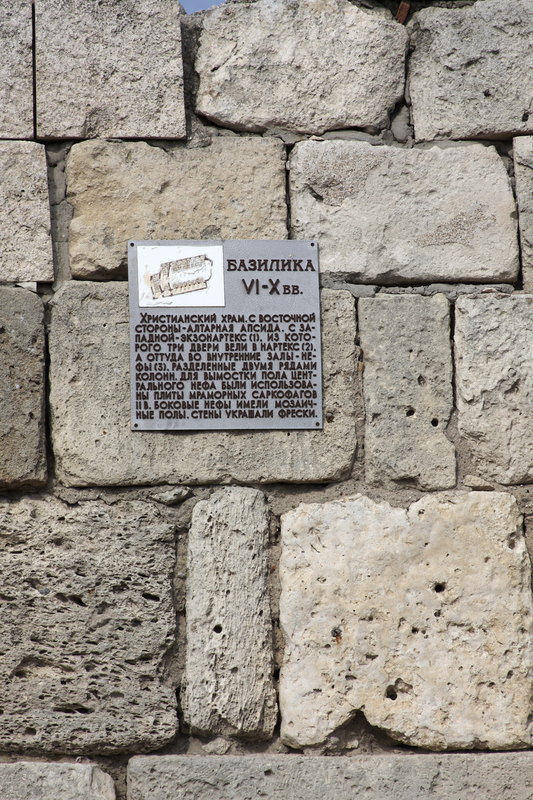 БАЗИЛИКА
VI-X вв.
Христианский храм. С восточной
стороны-алтарная апсида, с за-
падной-экзонартекс (1), из кото-
рого три двери вели в нартекс (2),
а оттуда во внутренние залы-не-
фы (3), разделенные двумя рядами
колонн. Для вымостки пола цент-
рального нефа были использова-
ны плиты мраморных саркофагов
II в. Боковые нефы имели мозаич-
ные полы. Стены украшали фрески.